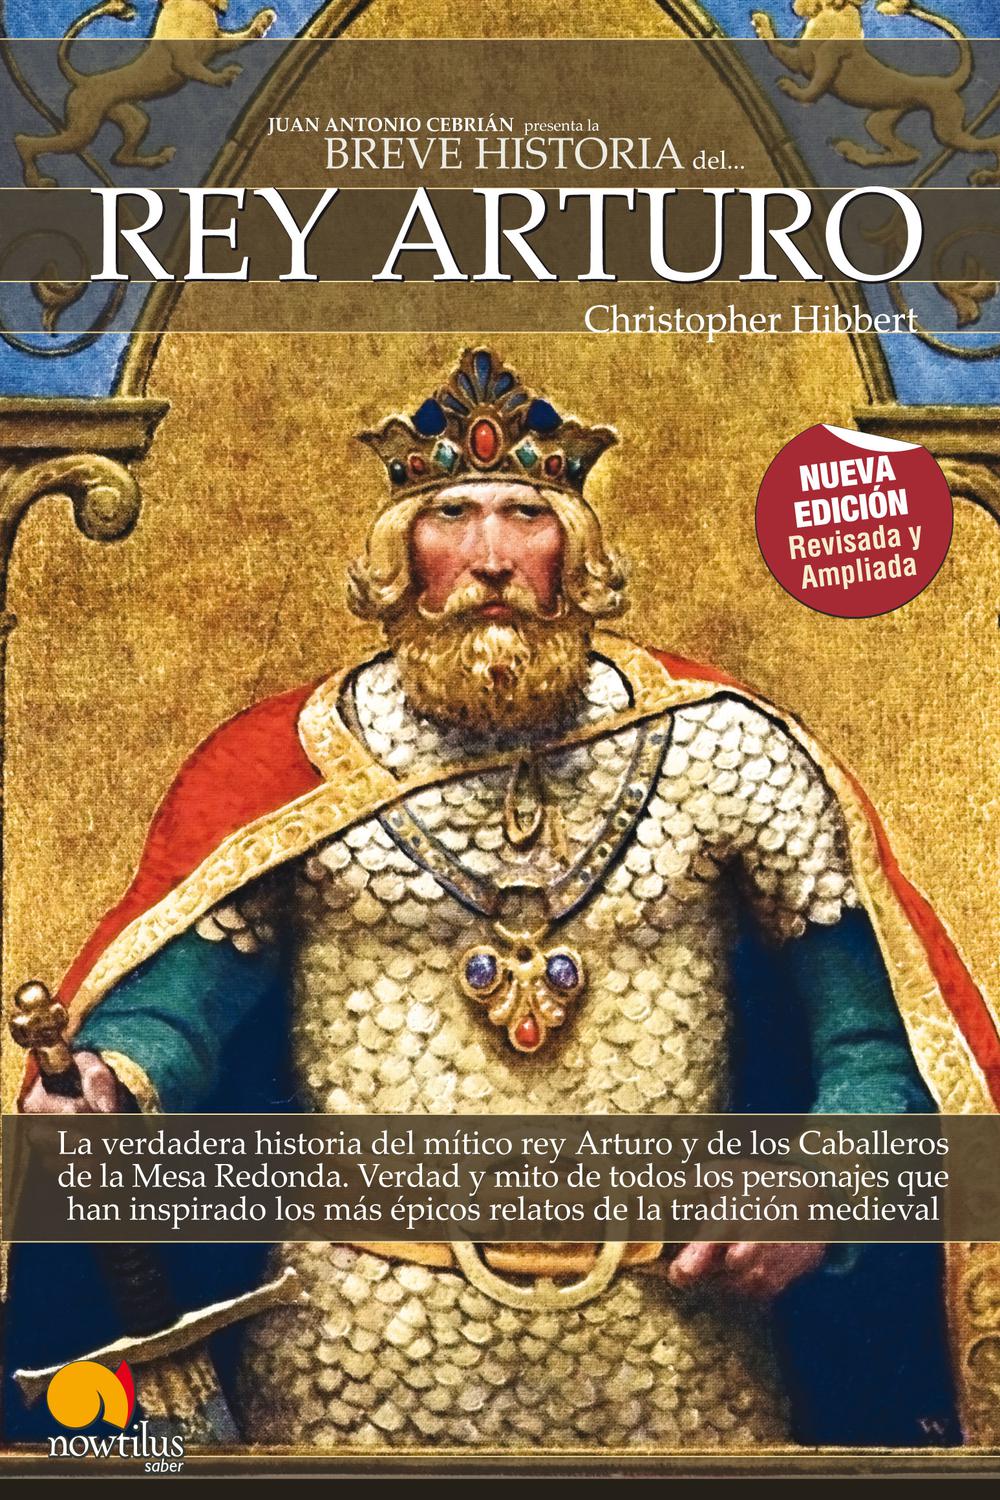 JUAN ANTONIO CEBRIÁN presenta la
BREVE HISTORIA del...
REY ARTURO
Christopher Hibbert
NUEVA
EDICIÓN
Revisada y
Ampliada
La verdadera historia del mítico rey Arturo y de los Caballeros
de la Mesa Redonda. Verdad y mito de todos los personajes que
han inspirado los más épicos relatos de la tradición medieval
nowtilus
saber